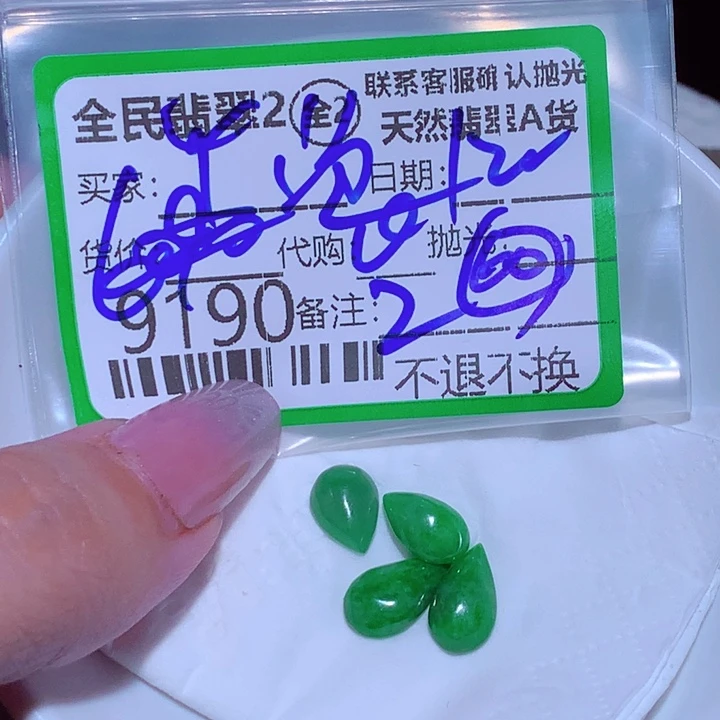 全民翡翠2 全2
联系客服确认抛光
天然翡翠A货
买家： 日期：
货价 代购： 抛光：
9190 备注：2
不退不换